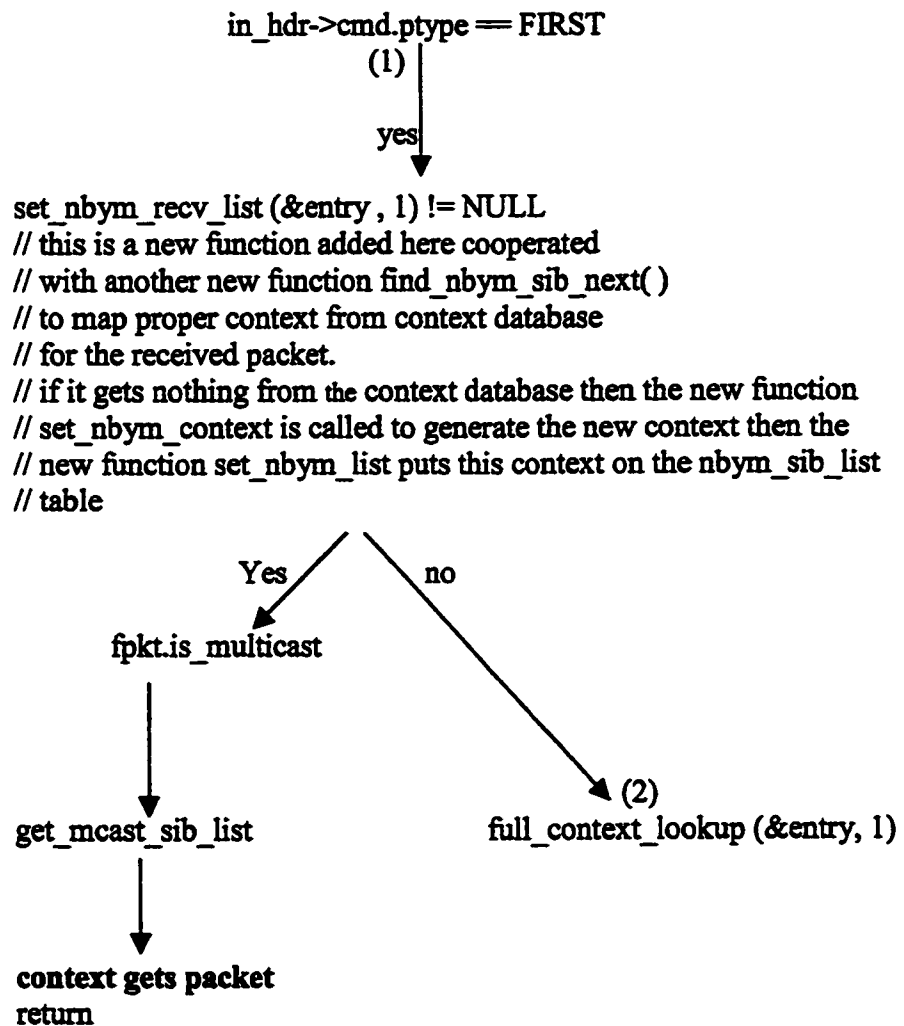 in_hdr->cmd.ptype == FIRST
(1)
yes
set_nbym_recv_list (&entry , 1) != NULL
// this is a new function added here cooperated
// with another new function find_nbym_sib_next( )
// to map proper context from context database
// for the received packet.
// if it gets nothing from the context database then the new function
// set_nbym_context is called to generate the new context then the
// new function set_nbym_list puts this context on the nbym_sib_list
// table
Yes no
fpkt.is_multicast
(2)
get_mcast_sib_list full_context_lookup (&entry, 1)
context gets packet
return